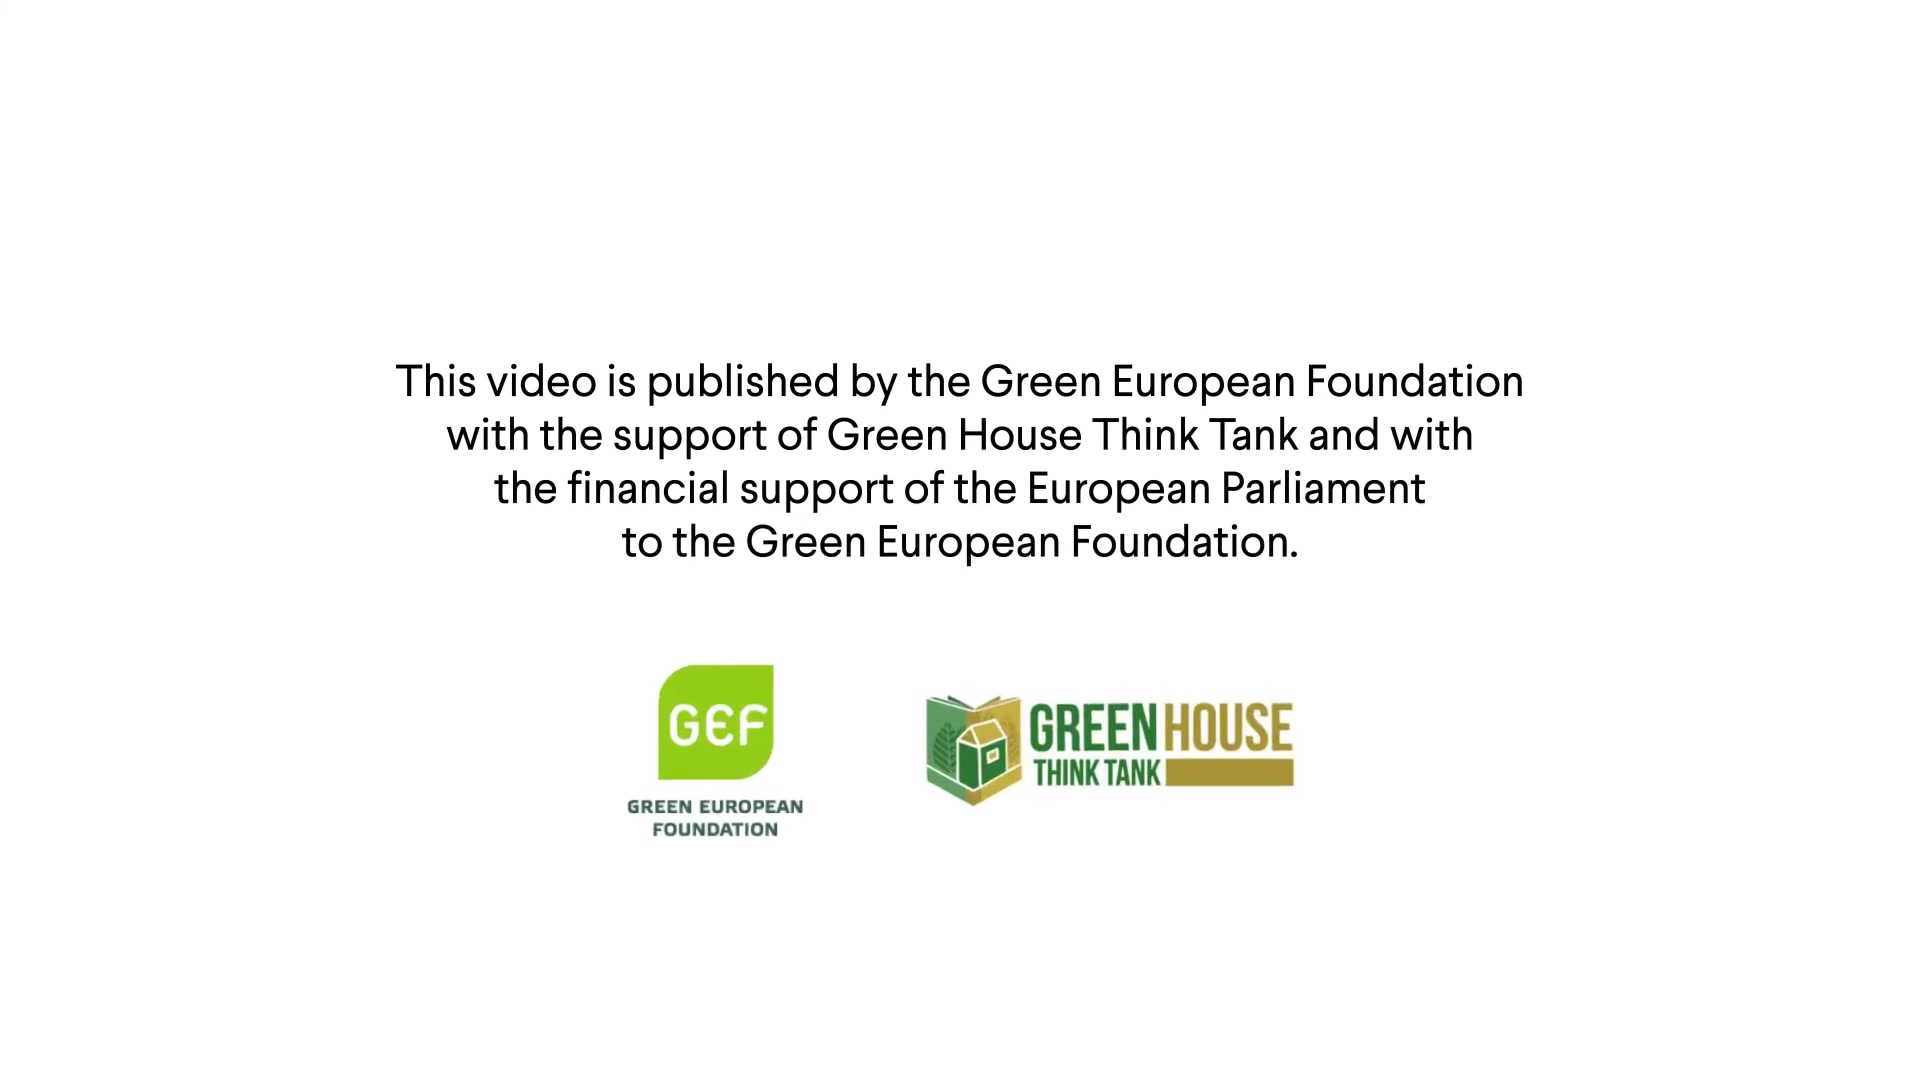 This video is published by the Green European Foundation
with the support of Green House Think Tank and with
the financial support of the European Parliament
to the Green European Foundation.
GEF
GREEN EUROPEAN
FOUNDATION
GREEN HOUSE
THINK TANK